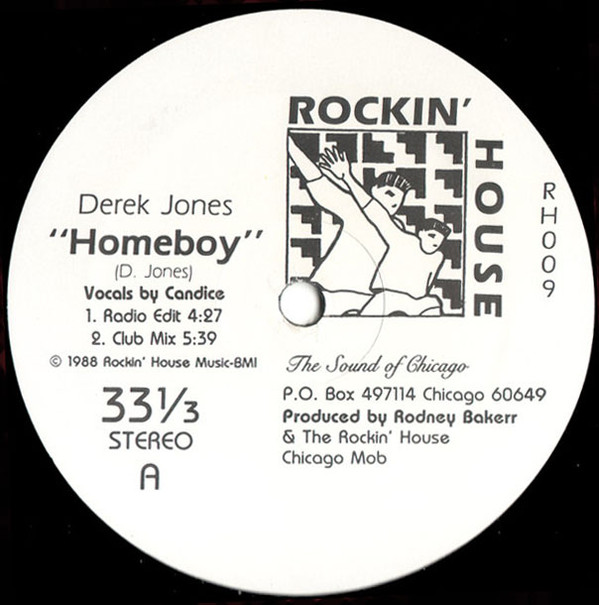 ROCKIN'
HOUSE
RH009
Derek Jones
"Homeboy"
(D. Jones)
Vocals by Candice
1. Radio Edit 4:27
2. Club Mix 5:39
© 1988 Rockin' House Music-BMI
33⅓
STEREO
A
The Sound of Chicago
P.O. Box 497114 Chicago 60649
Produced by Rodney Bakerr
& The Rockin' House
Chicago Mob